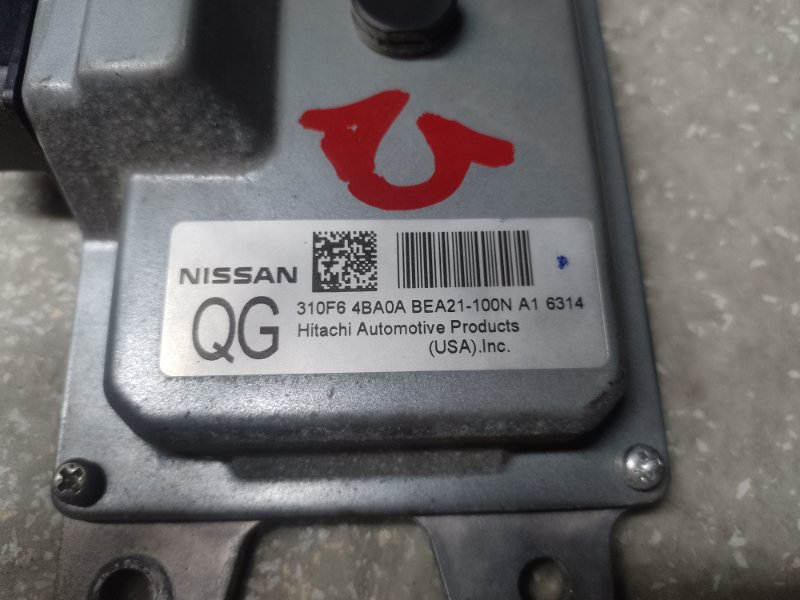 NISSAN
QG
310F6 4BA0A BEA21-100N A1 6314
Hitachi Automotive Products
(USA).Inc.